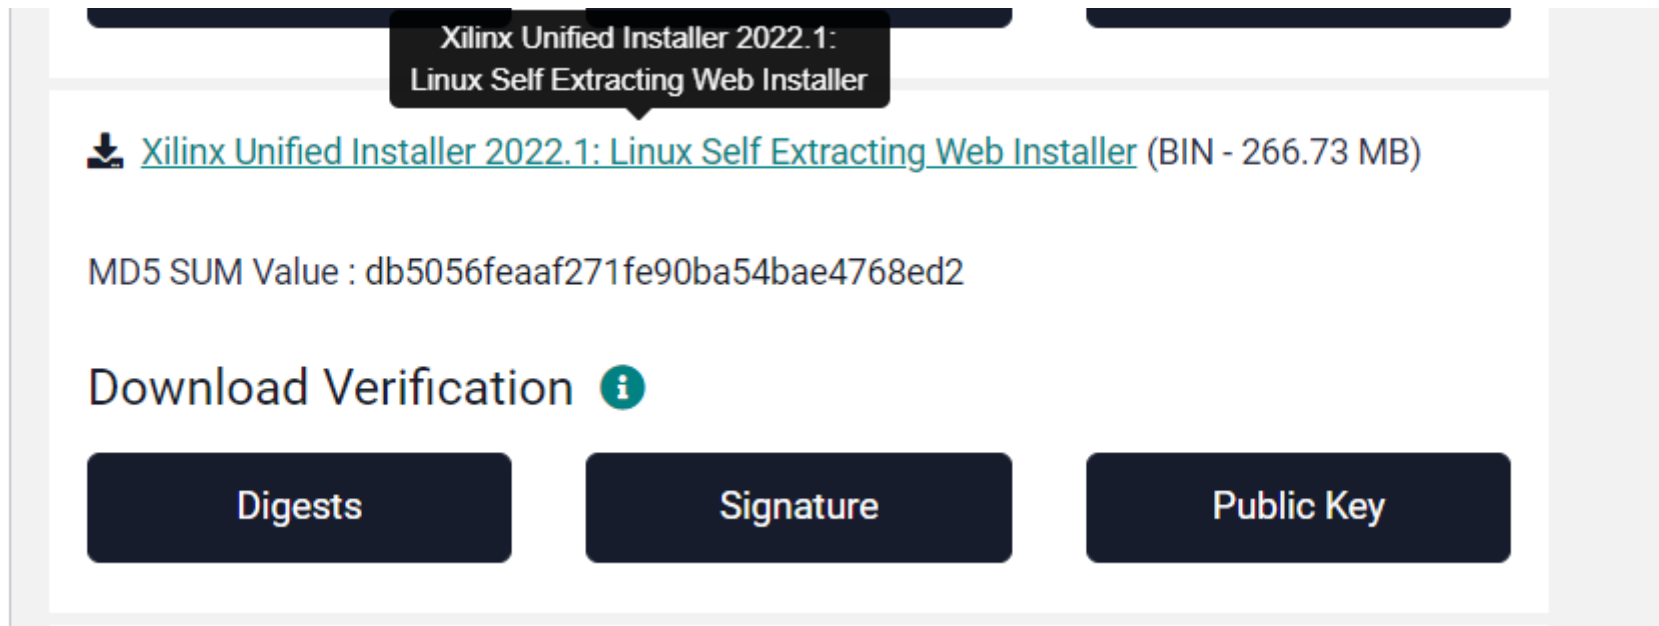 Xilinx Unified Installer 2022.1:
Linux Self Extracting Web Installer
Xilinx Unified Installer 2022.1: Linux Self Extracting Web Installer (BIN - 266.73 MB)
MD5 SUM Value : db5056feaaf271fe90ba54bae4768ed2
Download Verification
Digests
Signature
Public Key